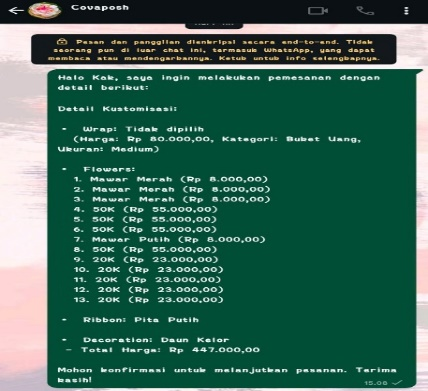 Covaposh
Pesan dan panggilan dienkripsi secara end-to-end. Tidak
seorang pun di luar chat ini, termasuk WhatsApp, yang dapat
membaca atau mendengarkannya. Ketuk untuk info selengkapnya.
Halo Kak, saya ingin melakukan pemesanan dengan
detail berikut:
Detail Kustomisasi:
- Wrap: Tidak dipilih
(Harga: Rp 80.000,00, Kategori: Buket Uang,
Ukuran: Medium)
- Flowers:
1. Mawar Merah (Rp 8.000,00)
2. Mawar Merah (Rp 8.000,00)
3. Mawar Merah (Rp 8.000,00)
4. 50K (Rp 55.000,00)
5. 50K (Rp 55.000,00)
6. 50K (Rp 55.000,00)
7. Mawar Putih (Rp 8.000,00)
8. 50K (Rp 55.000,00)
9. 20K (Rp 23.000,00)
10. 20K (Rp 23.000,00)
11. 20K (Rp 23.000,00)
12. 20K (Rp 23.000,00)
13. 20K (Rp 23.000,00)
- Ribbon: Pita Putih
- Decoration: Daun Kelor
- Total Harga: Rp 447.000,00
Mohon konfirmasi untuk melanjutkan pesanan. Terima
kasih!
15.08